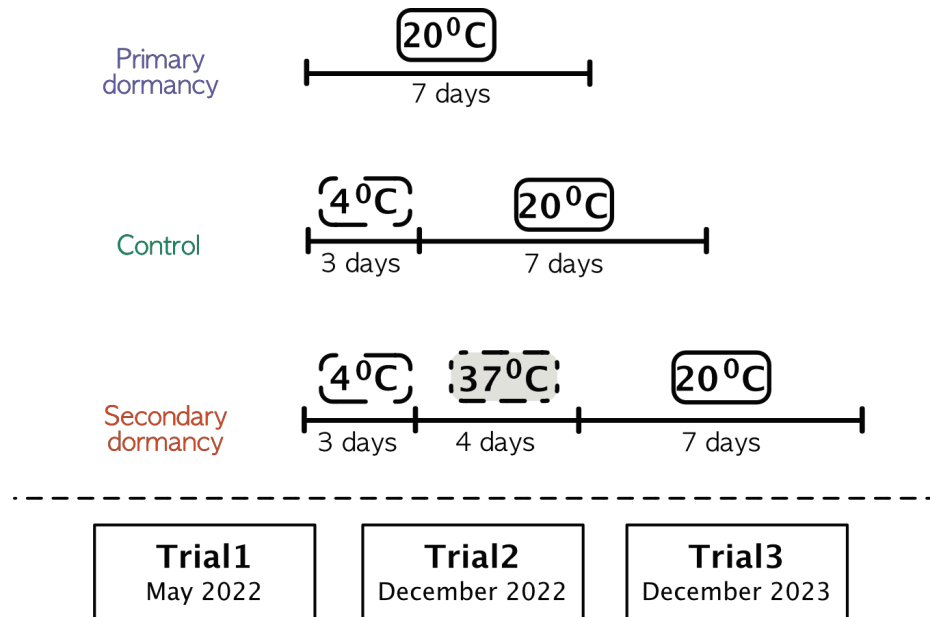 20⁰C
Primary
dormancy
7 days
4⁰C
20⁰C
Control
3 days
7 days
4⁰C
37⁰C
20⁰C
Secondary
dormancy
3 days
4 days
7 days
Trial1
May 2022
Trial2
December 2022
Trial3
December 2023